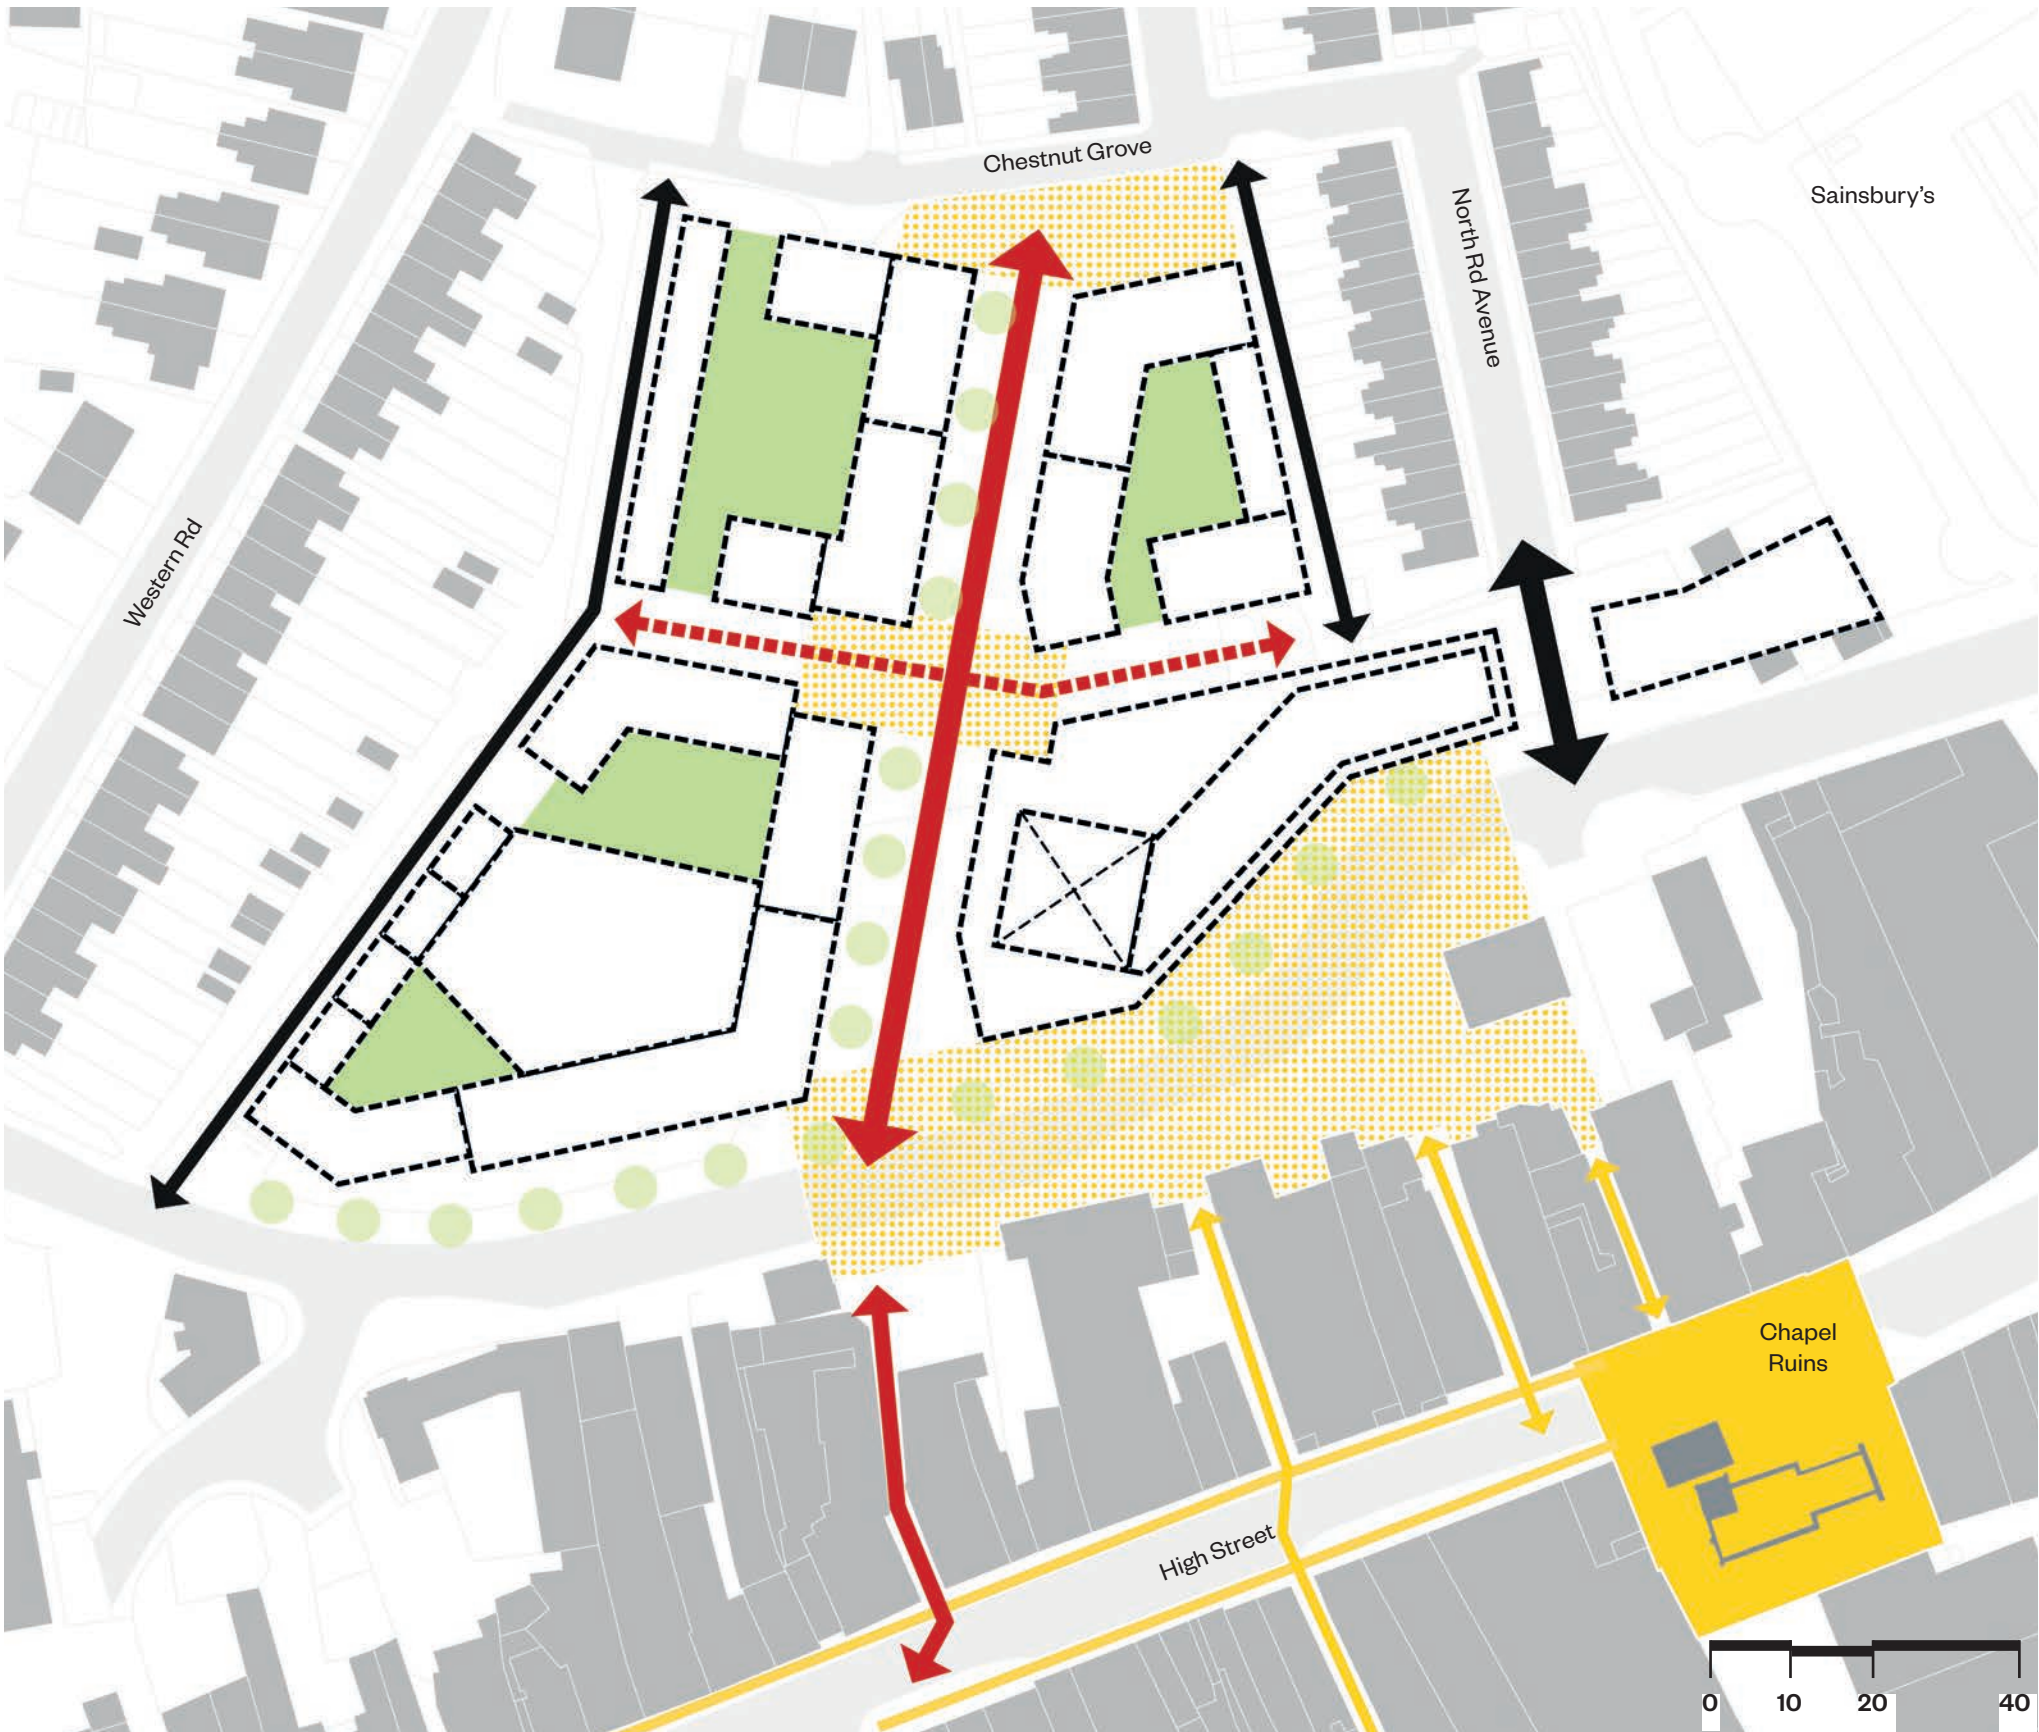 Chestnut Grove
Sainsbury's
North Rd Avenue
Western Rd
Chapel
Ruins
High Street
0 10 20 40